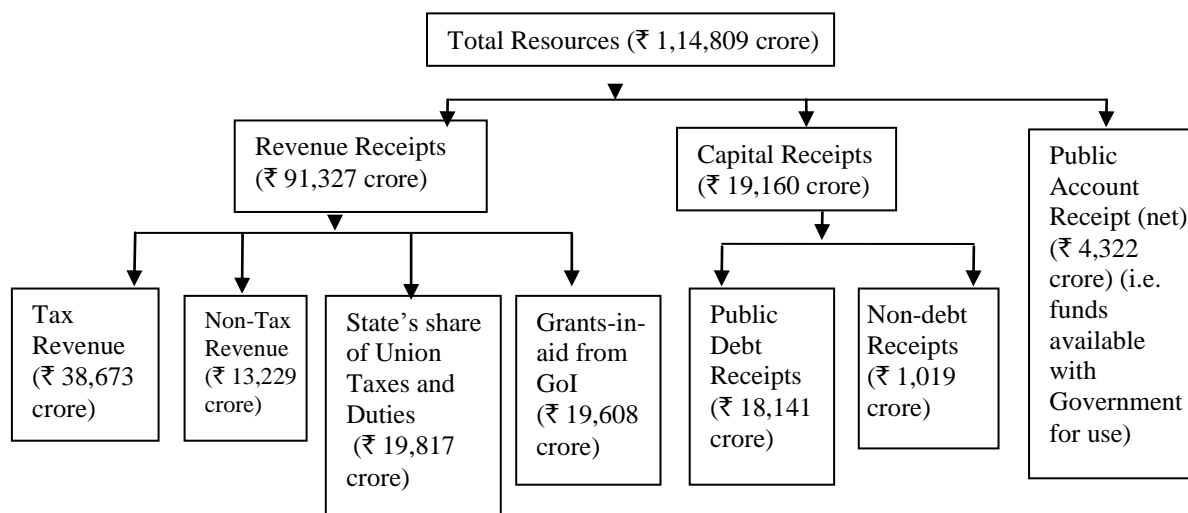 Total Resources (₹ 1,14,809 crore)
Revenue Receipts
(₹ 91,327 crore)
Capital Receipts
(₹ 19,160 crore)
Public
Account
Receipt (net)
(₹ 4,322
crore) (i.e.
funds
available
with
Government
for use)
Tax
Revenue
(₹ 38,673
crore)
Non-Tax
Revenue
(₹ 13,229
crore)
State’s share
of Union
Taxes and
Duties
(₹ 19,817
crore)
Grants-in-
aid from
GoI
(₹ 19,608
crore)
Public
Debt
Receipts
(₹ 18,141
crore)
Non-debt
Receipts
(₹ 1,019
crore)